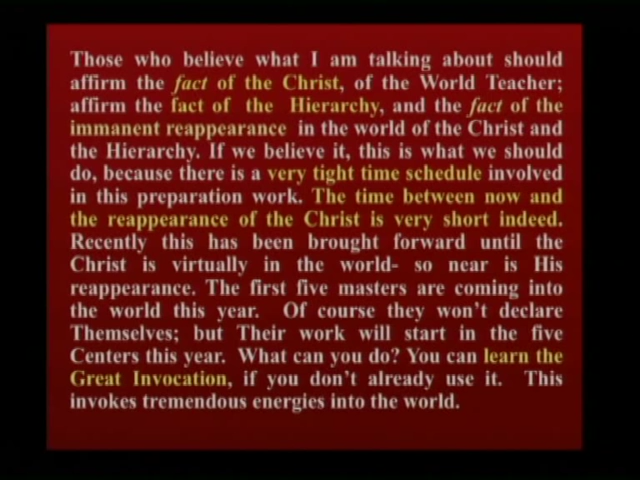 Those who believe what I am talking about should
affirm the fact of the Christ, of the World Teacher;
affirm the fact of the Hierarchy, and the fact of the
immanent reappearance in the world of the Christ and
the Hierarchy. If we believe it, this is what we should
do, because there is a very tight time schedule involved
in this preparation work. The time between now and
the reappearance of the Christ is very short indeed.
Recently this has been brought forward until the
Christ is virtually in the world- so near is His
reappearance. The first five masters are coming into
the world this year. Of course they won't declare
Themselves; but Their work will start in the five
Centers this year. What can you do? You can learn the
Great Invocation, if you don't already use it. This
invokes tremendous energies into the world.